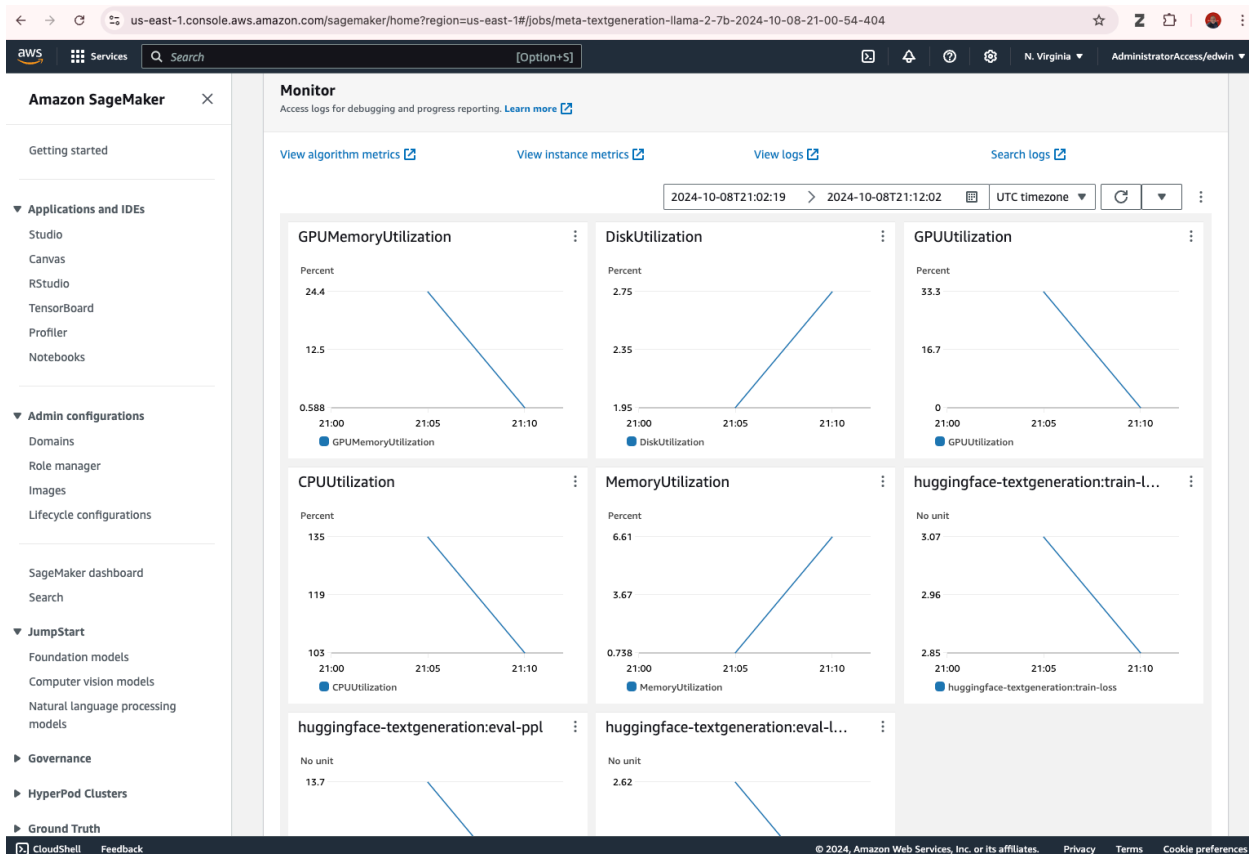 us-east-1.console.aws.amazon.com/sagemaker/home?region=us-east-1#/jobs/meta-textgeneration-llama-2-7b-2024-10-08-21-00-54-404
aws
Services
Search
[Option+S]
N. Virginia
AdministratorAccess/edwin
Amazon SageMaker
Getting started
Applications and IDEs
Studio
Canvas
RStudio
TensorBoard
Profiler
Notebooks
Admin configurations
Domains
Role manager
Images
Lifecycle configurations
SageMaker dashboard
Search
JumpStart
Foundation models
Computer vision models
Natural language processing
models
Governance
HyperPod Clusters
Ground Truth
Monitor
Access logs for debugging and progress reporting. Learn more
View algorithm metrics
View instance metrics
View logs
Search logs
2024-10-08T21:02:19
2024-10-08T21:12:02
UTC timezone
GPUMemoryUtilization
Percent
24.4
12.5
0.588
21:00 21:05 21:10
GPUMemoryUtilization
DiskUtilization
Percent
2.75
2.35
1.95
21:00 21:05 21:10
DiskUtilization
GPUUtilization
Percent
33.3
16.7
0
21:00 21:05 21:10
GPUUtilization
CPUUtilization
Percent
135
119
103
21:00 21:05 21:10
CPUUtilization
MemoryUtilization
Percent
6.61
3.67
0.738
21:00 21:05 21:10
MemoryUtilization
huggingface-textgeneration:train-l...
No unit
3.07
2.96
2.85
21:00 21:05 21:10
huggingface-textgeneration:train-loss
huggingface-textgeneration:eval-ppl
No unit
13.7
huggingface-textgeneration:eval-l...
No unit
2.62
CloudShell
Feedback
© 2024, Amazon Web Services, Inc. or its affiliates.
Privacy
Terms
Cookie preferences